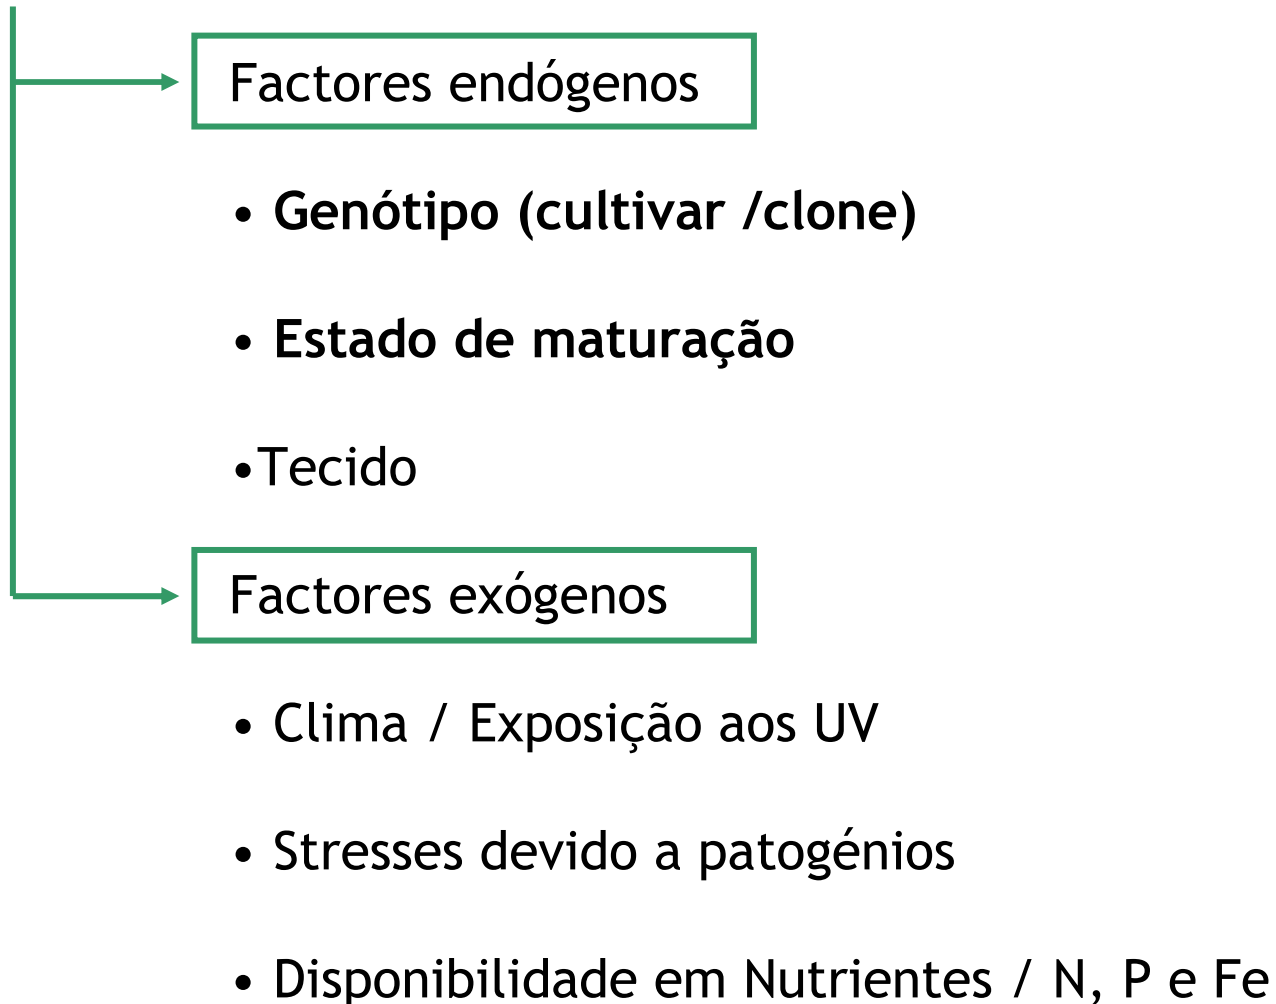 Factores endógenos
• Genótipo (cultivar /clone)
• Estado de maturação
•Tecido
Factores exógenos
• Clima / Exposição aos UV
• Stresses devido a patogénios
• Disponibilidade em Nutrientes / N, P e Fe